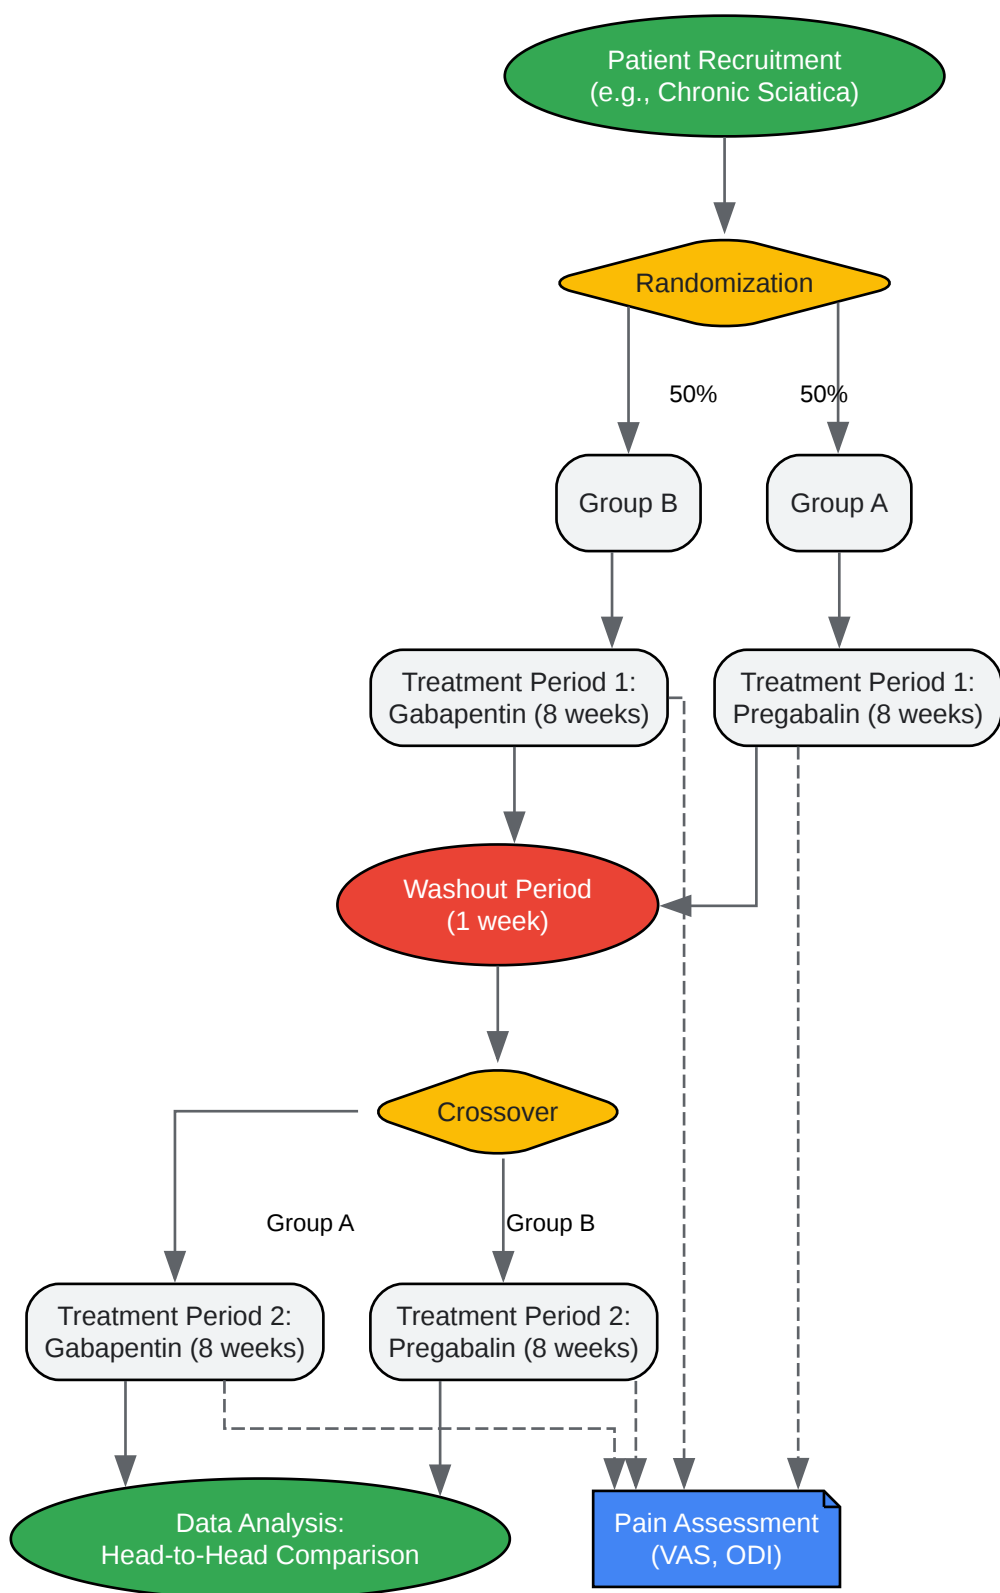 Patient Recruitment
(e.g., Chronic Sciatica)
Randomization
50%
50%
Group B
Group A
Treatment Period 1:
Gabapentin (8 weeks)
Treatment Period 1:
Pregabalin (8 weeks)
Washout Period
(1 week)
Crossover
Group A
Group B
Treatment Period 2:
Gabapentin (8 weeks)
Treatment Period 2:
Pregabalin (8 weeks)
Data Analysis:
Head-to-Head Comparison
Pain Assessment
(VAS, ODI)